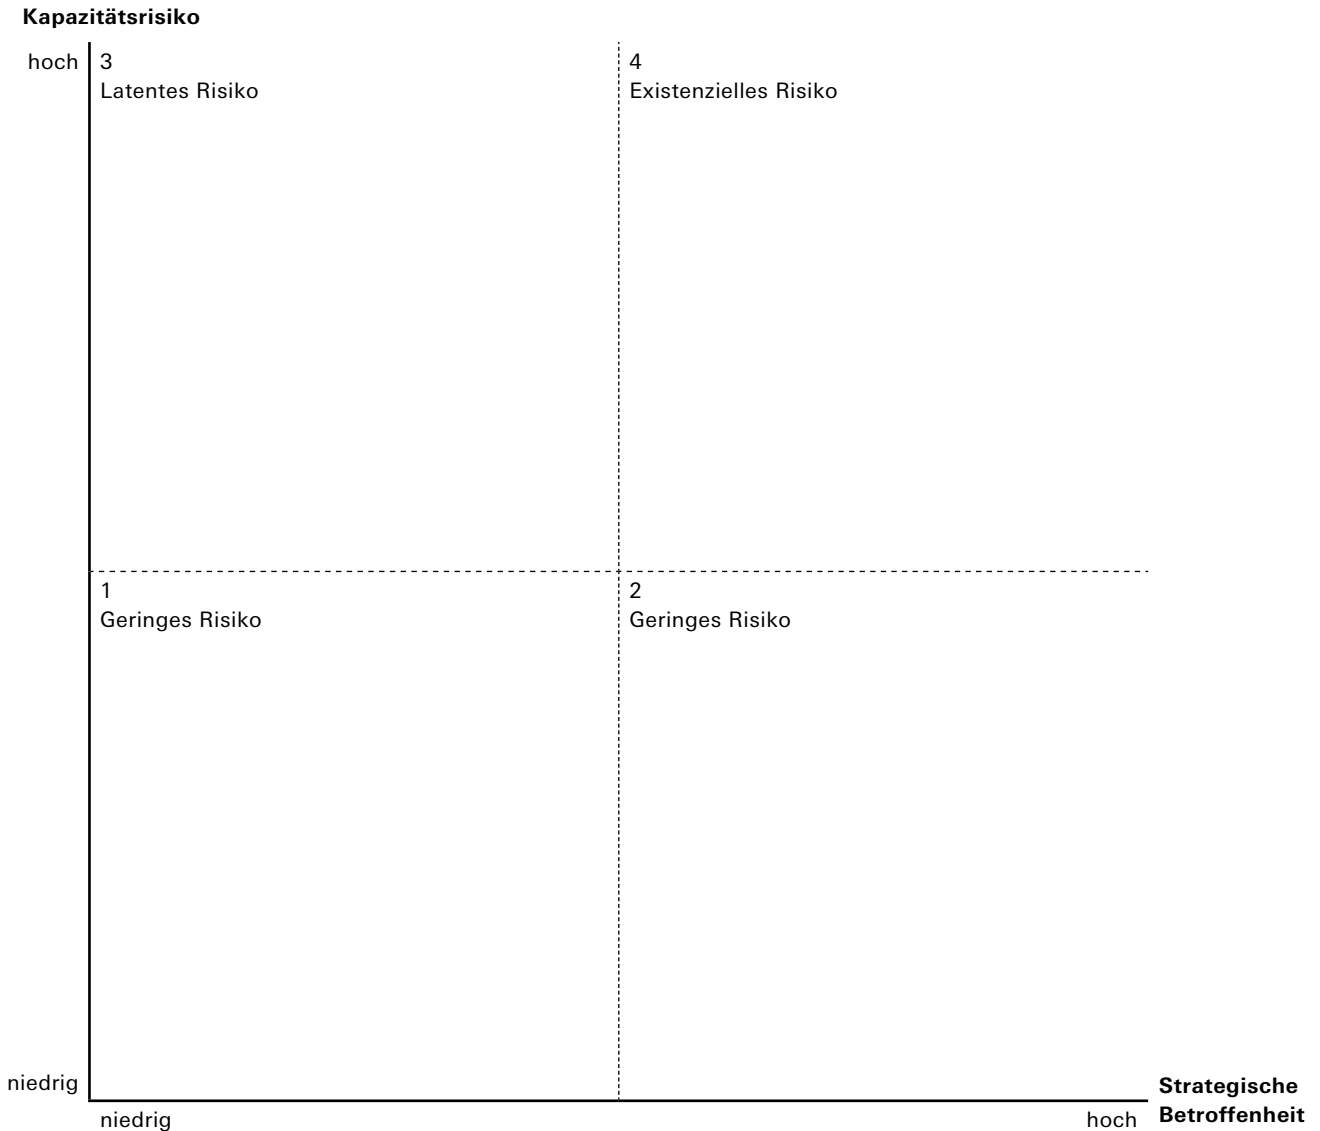 Kapazitätsrisiko
hoch
3
Latentes Risiko
4
Existenzielles Risiko
1
Geringes Risiko
2
Geringes Risiko
niedrig
niedrig
hoch
Strategische
Betroffenheit